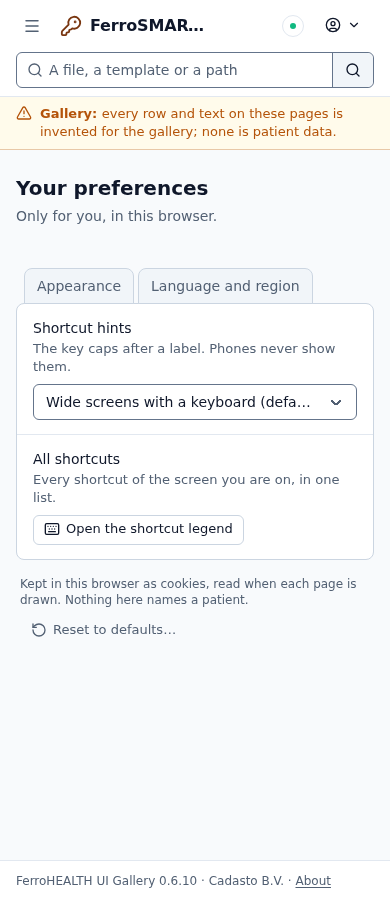 FerroSMAR...
A file, a template or a path
Gallery: every row and text on these pages is
invented for the gallery; none is patient data.
Your preferences
Only for you, in this browser.
Appearance
Language and region
Shortcut hints
The key caps after a label. Phones never show
them.
Wide screens with a keyboard (defa...
All shortcuts
Every shortcut of the screen you are on, in one
list.
Open the shortcut legend
Kept in this browser as cookies, read when each page is
drawn. Nothing here names a patient.
Reset to defaults...
FerroHEALTH UI Gallery 0.6.10 · Cadasto B.V. · About